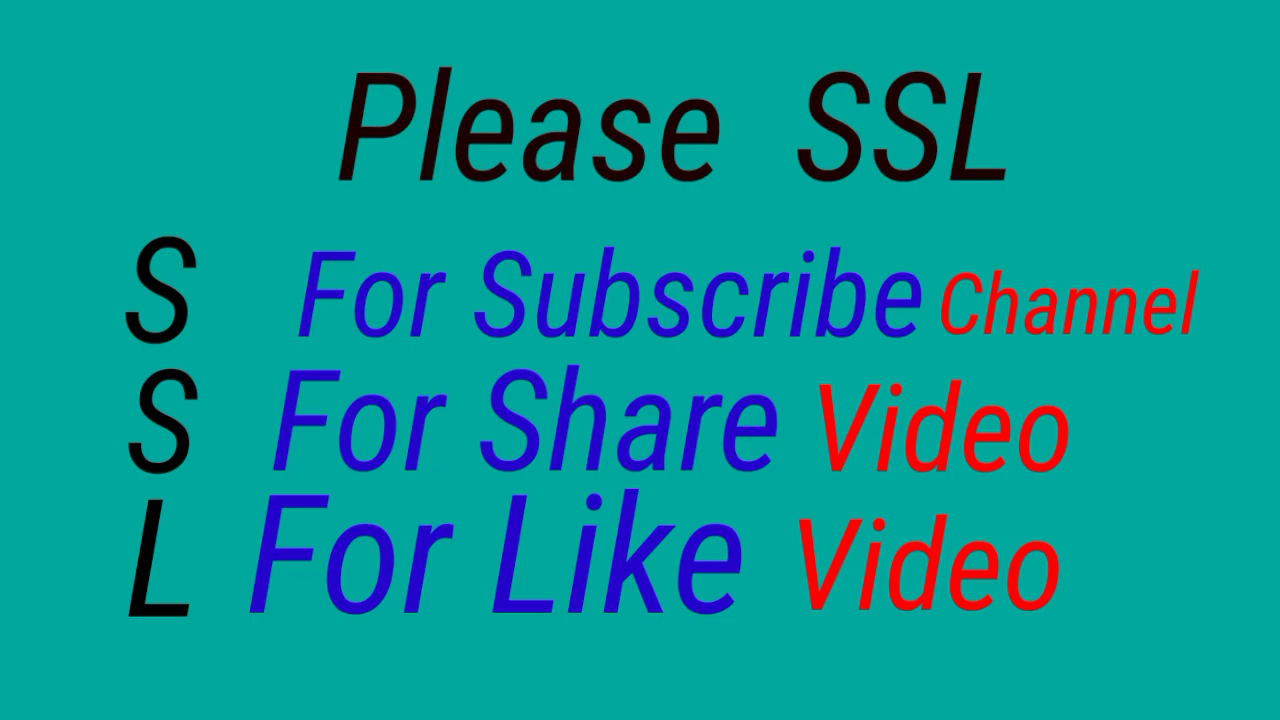 Please SSL
S For Subscribe Channel
S For Share Video
L For Like Video